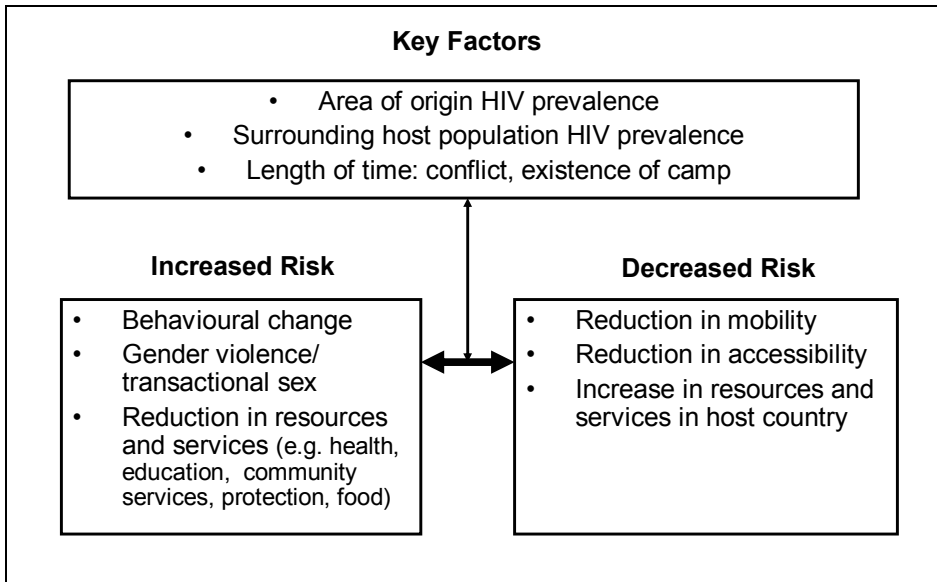 Key Factors
• Area of origin HIV prevalence
• Surrounding host population HIV prevalence
• Length of time: conflict, existence of camp
Increased Risk
• Behavioural change
• Gender violence/
transactional sex
• Reduction in resources
and services (e.g. health,
education, community
services, protection, food)
Decreased Risk
• Reduction in mobility
• Reduction in accessibility
• Increase in resources and
services in host country